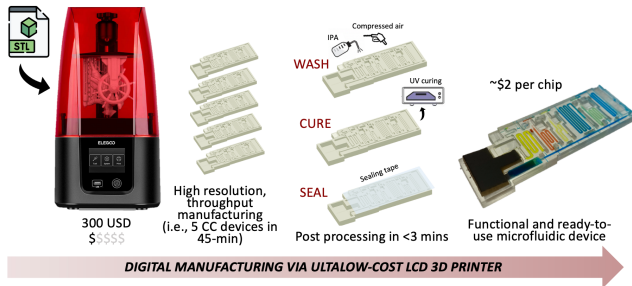 STL
ELEGOO
300 USD
$$$$$
High resolution,
throughput
manufacturing
(i.e., 5 CC devices in
45-min)
IPA
Compressed air
WASH
UV curing
CURE
Sealing tape
SEAL
Post processing in <3 mins
~$2 per chip
Functional and ready-to-
use microfluidic device
DIGITAL MANUFACTURING VIA ULTALOW-COST LCD 3D PRINTER